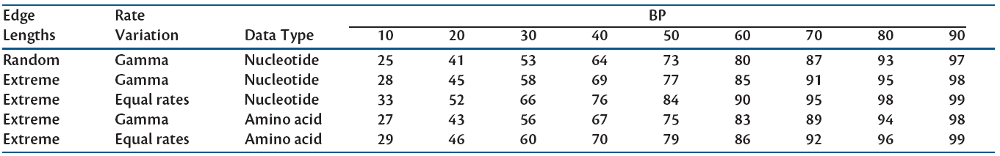 Edge Rate BP
Lengths Variation Data Type 10 20 30 40 50 60 70 80 90
Random Gamma Nucleotide 25 41 53 64 73 80 87 93 97
Extreme Gamma Nucleotide 28 45 58 69 77 85 91 95 98
Extreme Equal rates Nucleotide 33 52 66 76 84 90 95 98 99
Extreme Gamma Amino acid 27 43 56 67 75 83 89 94 98
Extreme Equal rates Amino acid 29 46 60 70 79 86 92 96 99